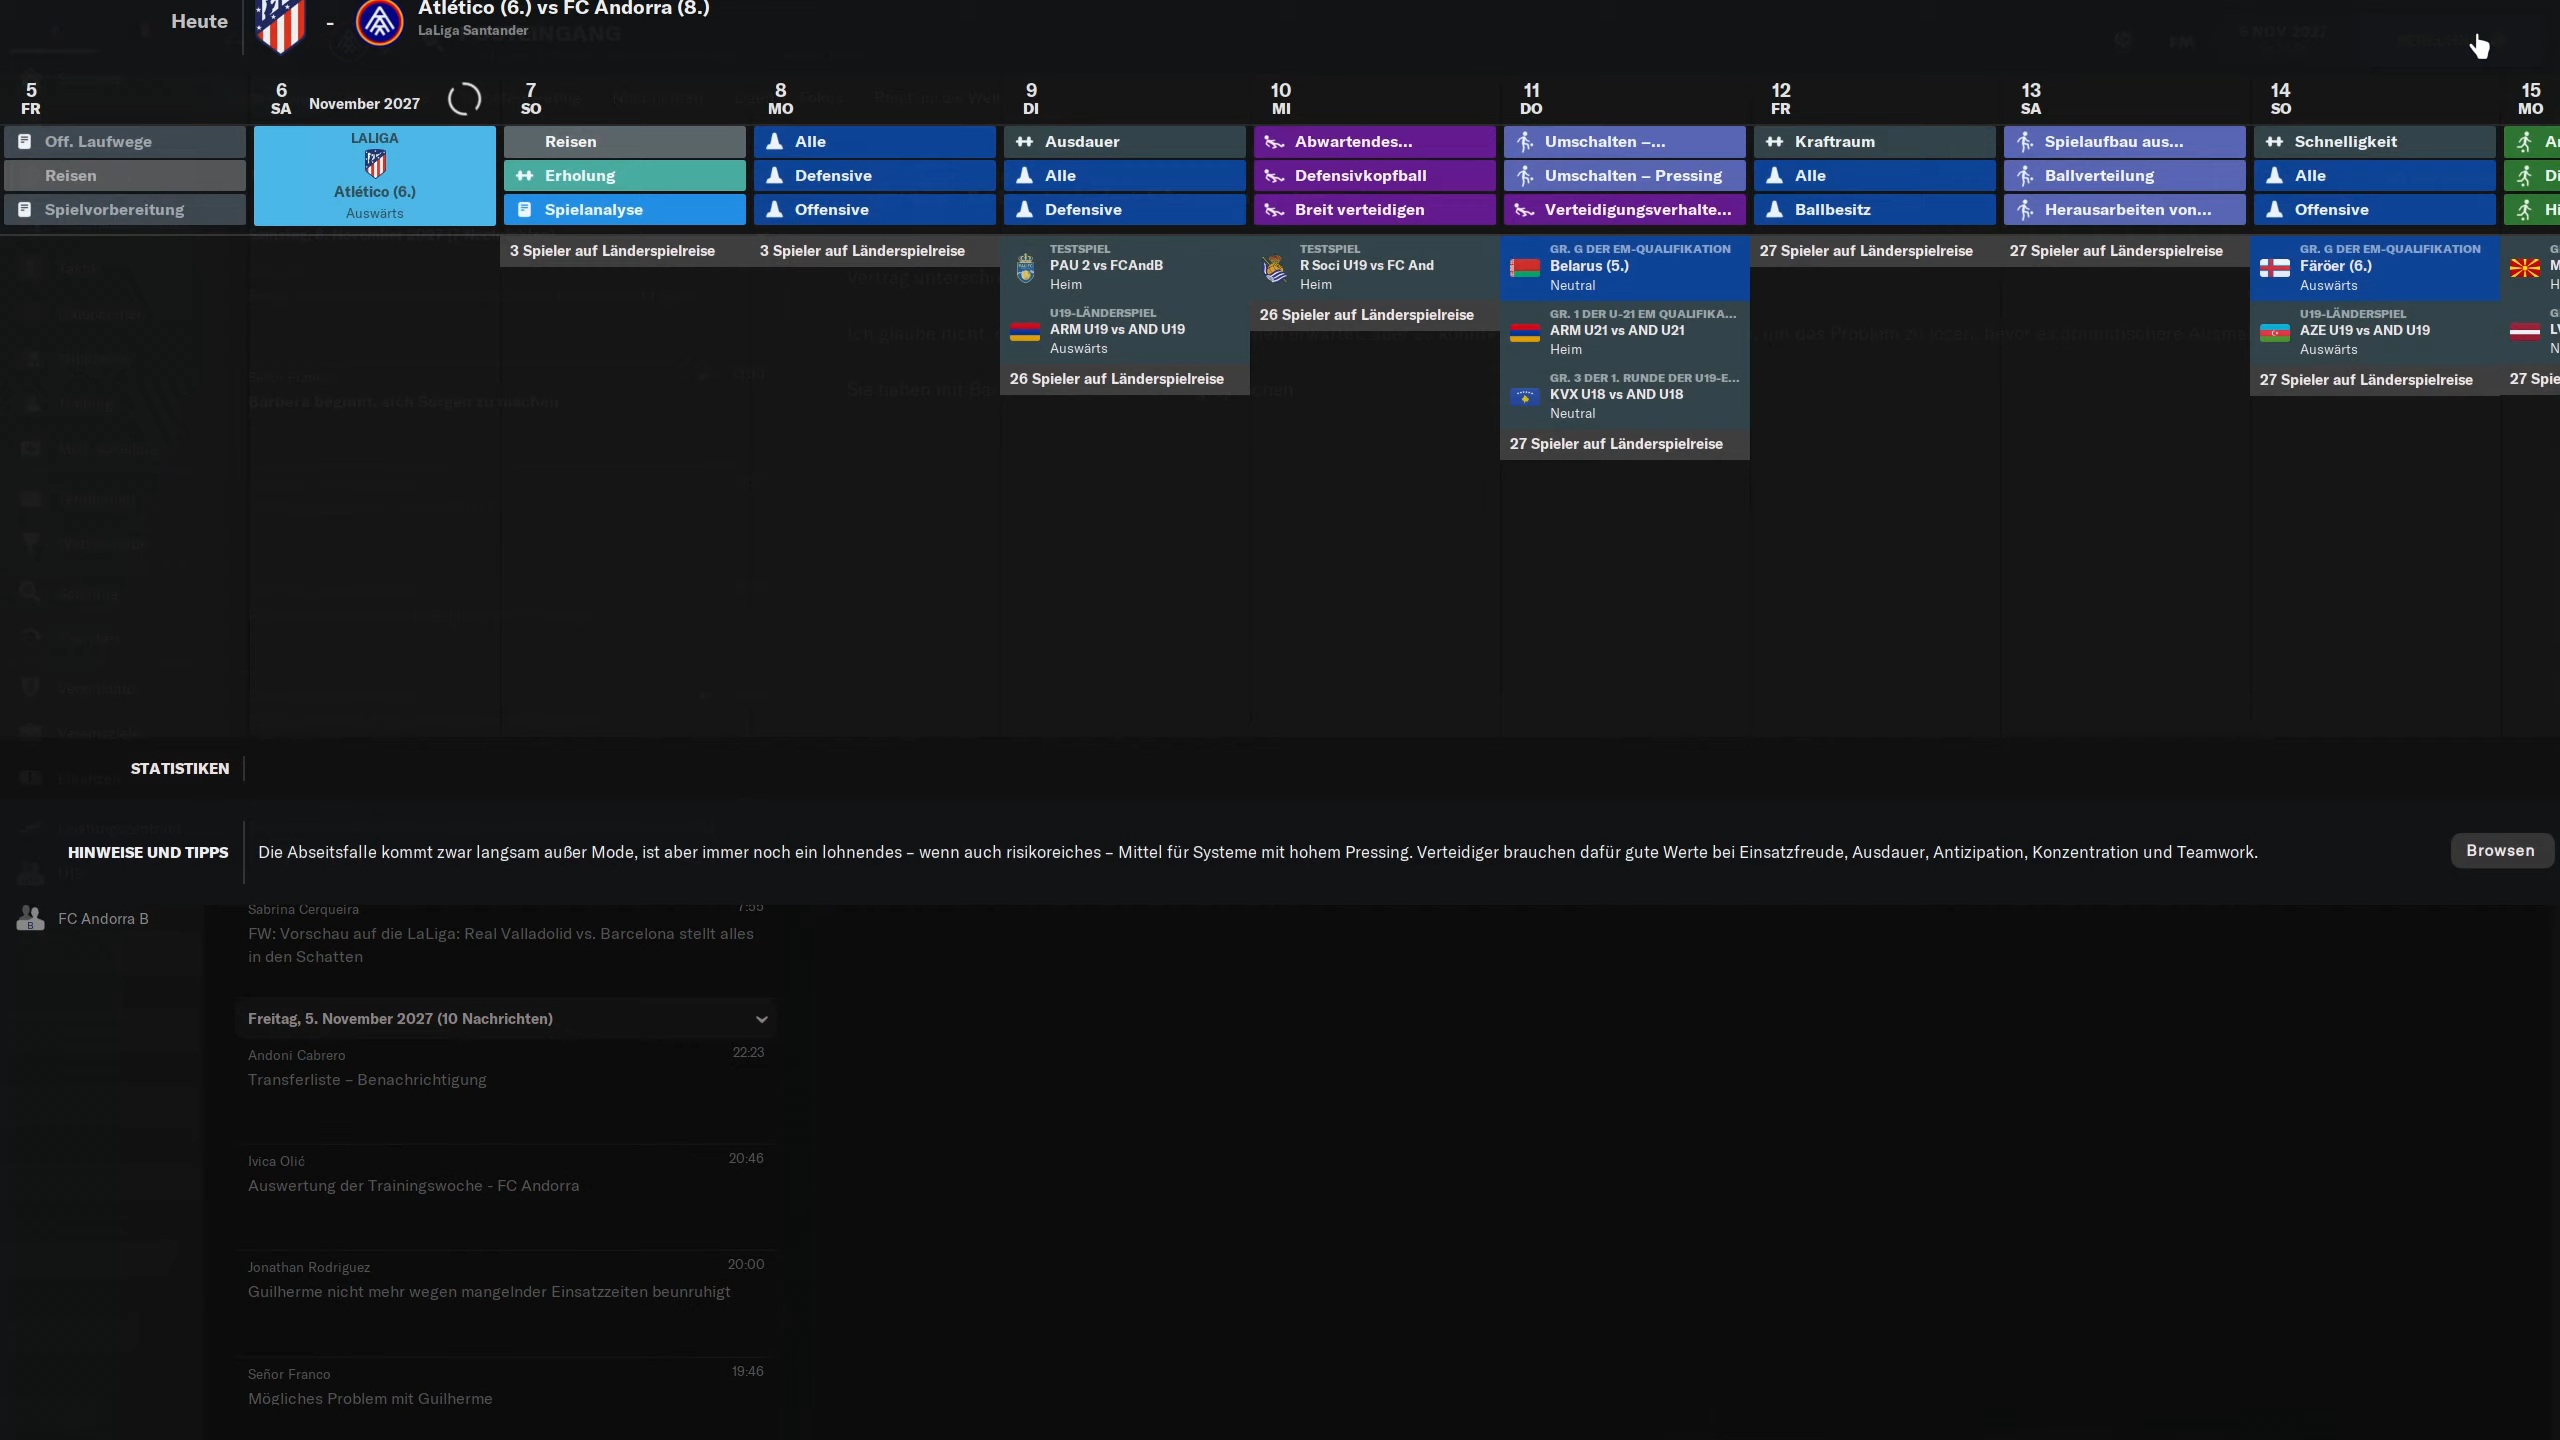 Heute
Atlético (6.) vs FC Andorra (8.)
LaLiga Santander
5
FR
6
SA
November 2027
7
SO
8
MO
9
DI
10
MI
11
DO
12
FR
13
SA
14
SO
15
MO
Off. Laufwege
Reisen
Spielvorbereitung
LALIGA
Atlético (6.)
Auswärts
Reisen
Erholung
Spielanalyse
Alle
Defensive
Offensive
Ausdauer
Alle
Defensive
Abwartendes...
Defensivkopfball
Breit verteidigen
Umschalten –...
Umschalten – Pressing
Verteidigungsverhalte...
Kraftraum
Alle
Ballbesitz
Spielaufbau aus...
Ballverteilung
Herausarbeiten von...
Schnelligkeit
Alle
Offensive
3 Spieler auf Länderspielreise
3 Spieler auf Länderspielreise
TESTSPIEL
PAU 2 vs FCAndB
Heim
U19-LÄNDERSPIEL
ARM U19 vs AND U19
Auswärts
26 Spieler auf Länderspielreise
TESTSPIEL
R Soci U19 vs FC And
Heim
26 Spieler auf Länderspielreise
GR. G DER EM-QUALIFIKATION
Belarus (5.)
Neutral
GR. 1 DER U-21 EM QUALIFIKA...
ARM U21 vs AND U21
Heim
GR. 3 DER 1. RUNDE DER U19-E...
KVX U18 vs AND U18
Neutral
27 Spieler auf Länderspielreise
27 Spieler auf Länderspielreise
27 Spieler auf Länderspielreise
GR. G DER EM-QUALIFIKATION
Färöer (6.)
Auswärts
U19-LÄNDERSPIEL
AZE U19 vs AND U19
Auswärts
27 Spieler auf Länderspielreise
27 Spie
Barbera beginnt, sich Sorgen zu machen
STATISTIKEN
HINWEISE UND TIPPS
Die Abseitsfalle kommt zwar langsam außer Mode, ist aber immer noch ein lohnendes – wenn auch risikoreiches – Mittel für Systeme mit hohem Pressing. Verteidiger brauchen dafür gute Werte bei Einsatzfreude, Ausdauer, Antizipation, Konzentration und Teamwork.
Browsen
FC Andorra B
Sabrina Cerqueira
7:55
FW: Vorschau auf die LaLiga: Real Valladolid vs. Barcelona stellt alles
in den Schatten
Freitag, 5. November 2027 (10 Nachrichten)
Andoni Cabrero
22:23
Transferliste – Benachrichtigung
Ivica Olić
20:46
Auswertung der Trainingswoche - FC Andorra
Jonathan Rodriguez
20:00
Guilherme nicht mehr wegen mangelnder Einsatzzeiten beunruhigt
Señor Franco
19:46
Mögliches Problem mit Guilherme